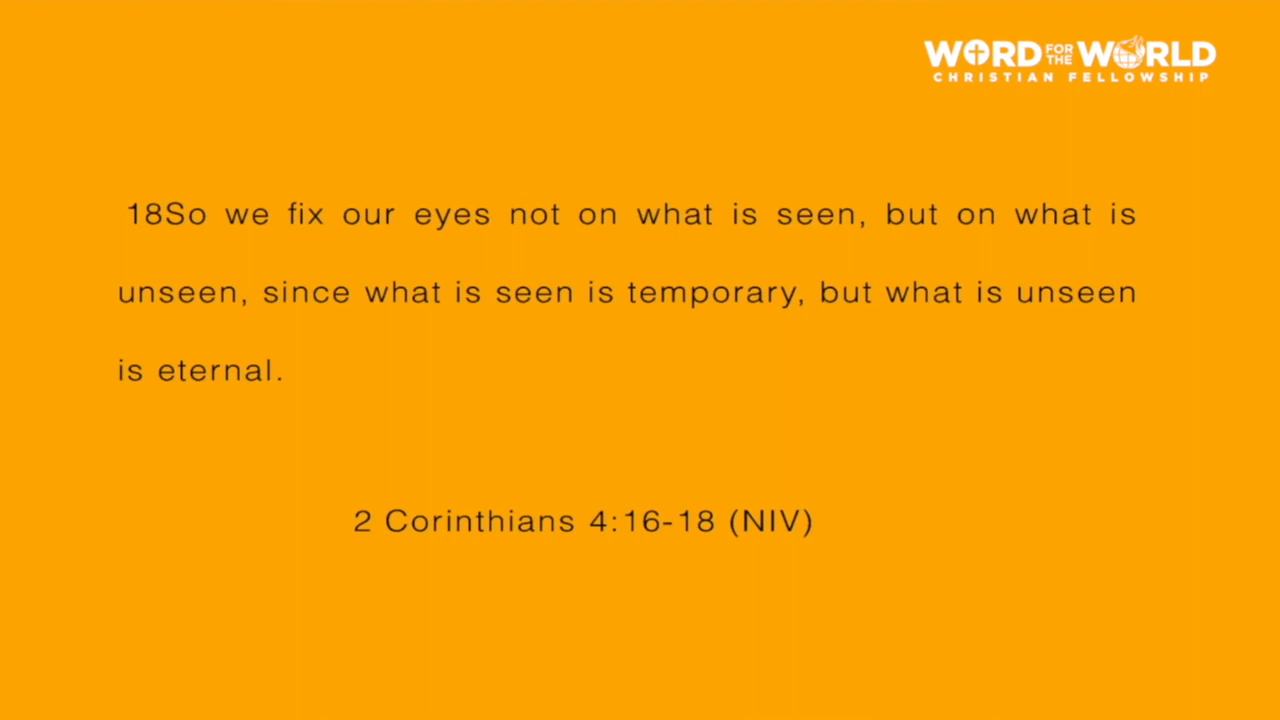 WORD FOR THE WORLD
CHRISTIAN FELLOWSHIP
18So we fix our eyes not on what is seen, but on what is
unseen, since what is seen is temporary, but what is unseen
is eternal.
2 Corinthians 4:16-18 (NIV)